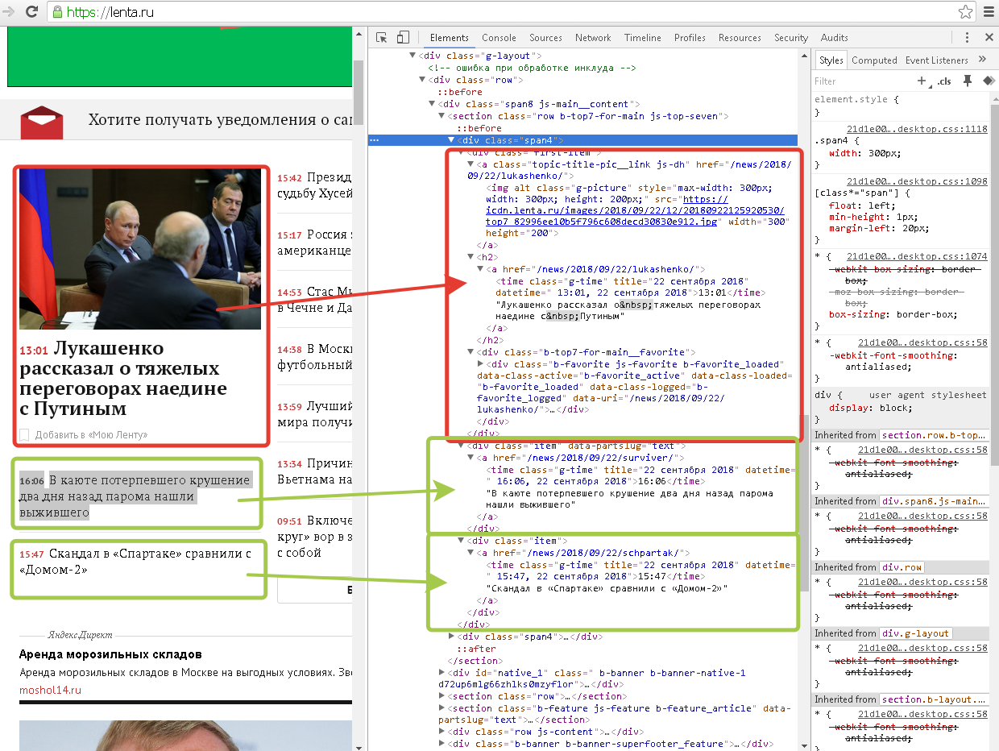 https://lenta.ru
Хотите получать уведомления о са
13:01 Лукашенко
рассказал о тяжелых
переговорах наедине
с Путиным
Добавить в «Мою Ленту»
16:06 В каюте потерпевшего крушение
два дня назад парома нашли
выжившего
15:47 Скандал в «Спартаке» сравнили с
«Домом-2»
15:42 Презид
судьбу Хусей
15:17 Россия
американце
14:53 Стас Ми
в Чечне и Да
14:38 В Моск
футбольный
13:59 Лучший
мира получи
13:34 Причин
Вьетнама на
09:51 Включе
круг» вор в з
с собой
Яндекс.Директ
Аренда морозильных складов
Аренда морозильных складов в Москве на выгодных условиях. Зво
moshol14.ru
Elements Console Sources Network Timeline Profiles Resources Security Audits
<div class="g-layout">
<!-- ошибка при обработке инклуда -->
<div class="row">
::before
<div class="span8 js-main__content">
<section class="row b-top7-for-main js-top-seven">
::before
<div class="span4">
<div class="first-item">
<a class="topic-title-pic__link js-dh" href="/news/2018/
09/22/lukashenko/">
<img alt class="g-picture" style="max-width: 300px;
width: 300px; height: 200px;" src="https://
icdn.lenta.ru/images/2018/09/22/12/20180922125920530/
top7_82996ee10b5f796c608decd30830e912.jpg" width="300"
height="200">
</a>
<h2>
<a href="/news/2018/09/22/lukashenko/">
<time class="g-time" title="22 сентября 2018"
datetime=" 13:01, 22 сентября 2018">13:01</time>
"Лукашенко рассказал о&nbsp;тяжелых переговорах
наедине с&nbsp;Путиным"
</a>
</h2>
<div class="b-top7-for-main__favorite">
<div class="b-favorite js-favorite b-favorite_loaded"
data-class-active="b-favorite_active" data-class-loaded=
"b-favorite_loaded" data-class-logged="b-
favorite_logged" data-uri="/news/2018/09/22/
lukashenko/">…</div>
</div>
</div>
<div class="item" data-partslug="text">
<a href="/news/2018/09/22/surviver/">
<time class="g-time" title="22 сентября 2018" datetime=
" 16:06, 22 сентября 2018">16:06</time>
"В каюте потерпевшего крушение два дня назад парома
нашли выжившего"
</a>
</div>
<div class="item">
<a href="/news/2018/09/22/schpartak/">
<time class="g-time" title="22 сентября 2018" datetime=
" 15:47, 22 сентября 2018">15:47</time>
"Скандал в «Спартаке» сравнили с «Домом-2»"
</a>
</div>
</div>
<div class="span4">…</div>
::after
</section>
<div id="native_1" class=" b-banner b-banner-native-1
d72up6mlg66zhlks0mzyflor">…</div>
<section class="row">…</section>
<section class="b-feature js-feature b-feature_article" data-
partslug="text">…</section>
<div class="row js-content">…</div>
<div class="b-banner b-banner-superfooter_feature">…</div>
Styles Computed Event Listeners »
Filter + .cls
element.style {
}
21d1e00….desktop.css:1118
.span4 {
width: 300px;
}
21d1e00….desktop.css:1098
[class*="span"] {
float: left;
min-height: 1px;
margin-left: 20px;
}
* { 21d1e00….desktop.css:1074
-webkit-box-sizing: border-
box;
-moz-box-sizing: border-
box;
box-sizing: border-box;
}
* { 21d1e00….desktop.css:58
-webkit-font-smoothing:
antialiased;
}
div { user agent stylesheet
display: block;
}
Inherited from section.row.b-top…
* { 21d1e00….desktop.css:58
-webkit-font-smoothing:
antialiased;
}
Inherited from div.span8.js-main…
* { 21d1e00….desktop.css:58
-webkit-font-smoothing:
antialiased;
}
Inherited from div.row
* { 21d1e00….desktop.css:58
-webkit-font-smoothing:
antialiased;
}
Inherited from div.g-layout
* { 21d1e00….desktop.css:58
-webkit-font-smoothing:
antialiased;
}
Inherited from section.b-layout.…
* { 21d1e00….desktop.css:58
-webkit-font-smoothing:
antialiased;